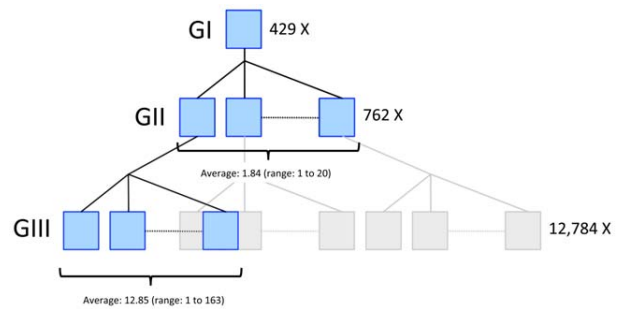 GI 429 X
GII 762 X
Average: 1.84 (range: 1 to 20)
GIII 12,784 X
Average: 12.85 (range: 1 to 163)